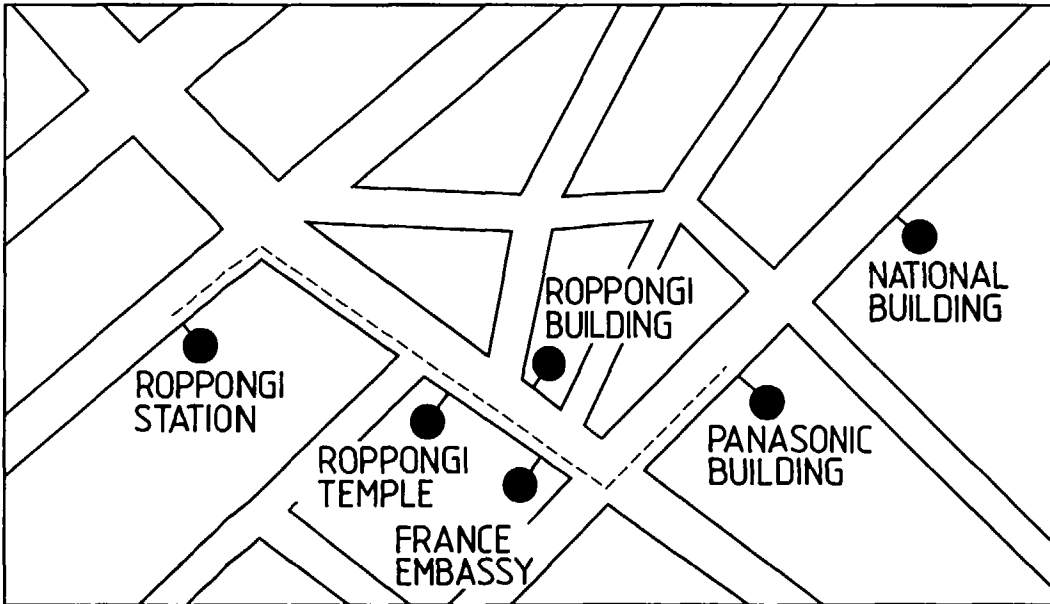 ROPPONGI
BUILDING
NATIONAL
BUILDING
ROPPONGI
STATION
ROPPONGI
TEMPLE
PANASONIC
BUILDING
FRANCE
EMBASSY